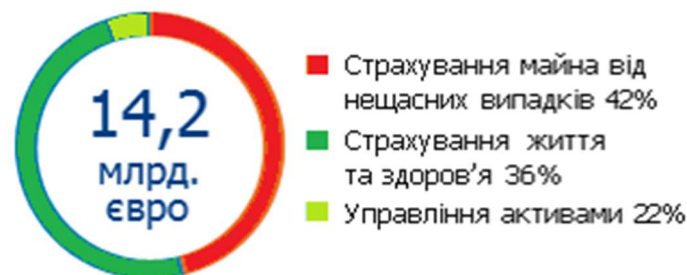 14,2
млрд.
євро
Страхування майна від
нещасних випадків 42%
Страхування життя
та здоров’я 36%
Управління активами 22%